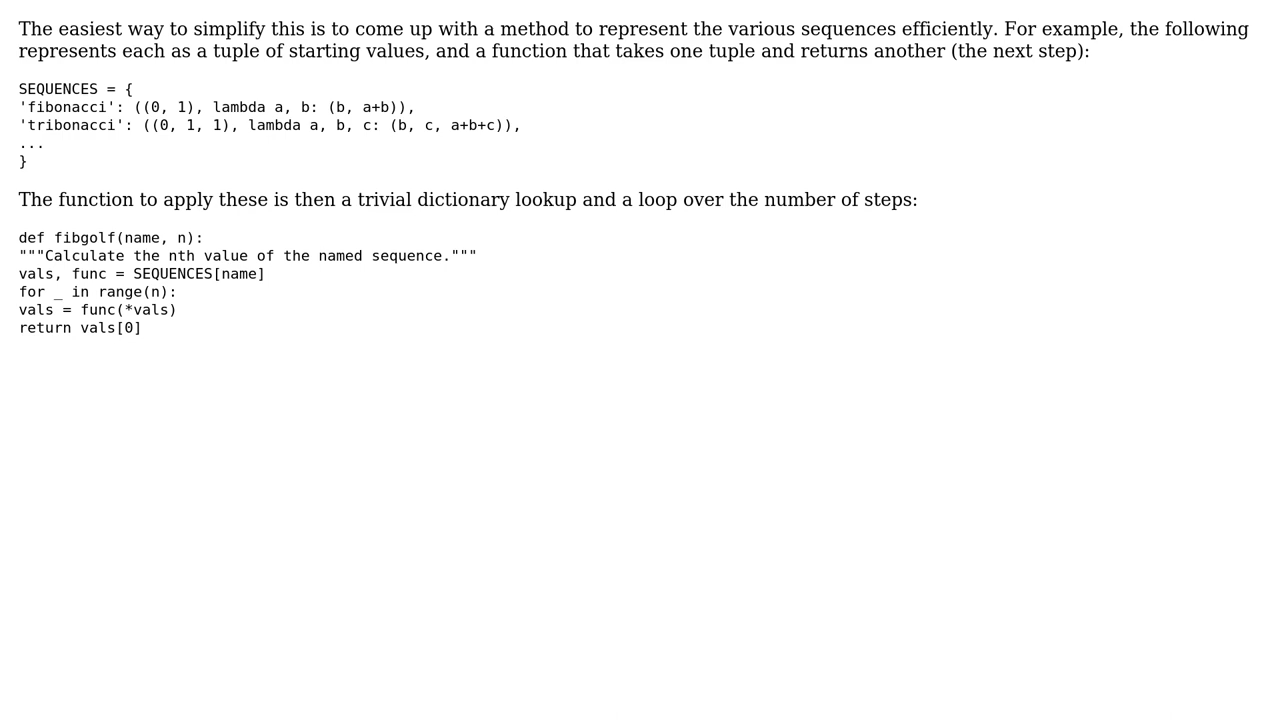 The easiest way to simplify this is to come up with a method to represent the various sequences efficiently. For example, the following
represents each as a tuple of starting values, and a function that takes one tuple and returns another (the next step):
SEQUENCES = {
'fibonacci': ((0, 1), lambda a, b: (b, a+b)),
'tribonacci': ((0, 1, 1), lambda a, b, c: (b, c, a+b+c)),
...
}
The function to apply these is then a trivial dictionary lookup and a loop over the number of steps:
def fibgolf(name, n):
"""Calculate the nth value of the named sequence."""
vals, func = SEQUENCES[name]
for _ in range(n):
vals = func(*vals)
return vals[0]